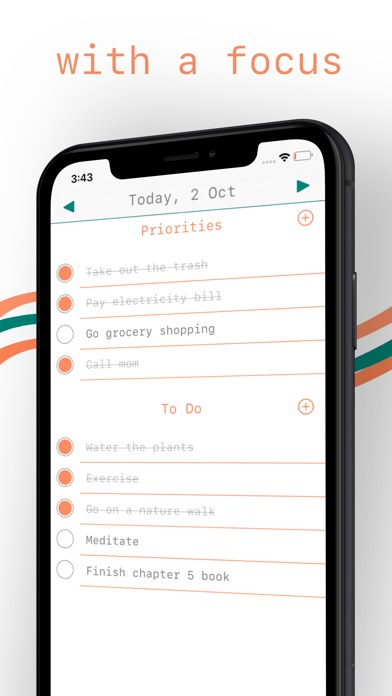 with a focus
3:43
Today, 2 Oct
Priorities
Take out the trash
Pay electricity bill
Go grocery shopping
Call mom
To Do
Water the plants
Exercise
Go on a nature walk
Meditate
Finish chapter 5 book